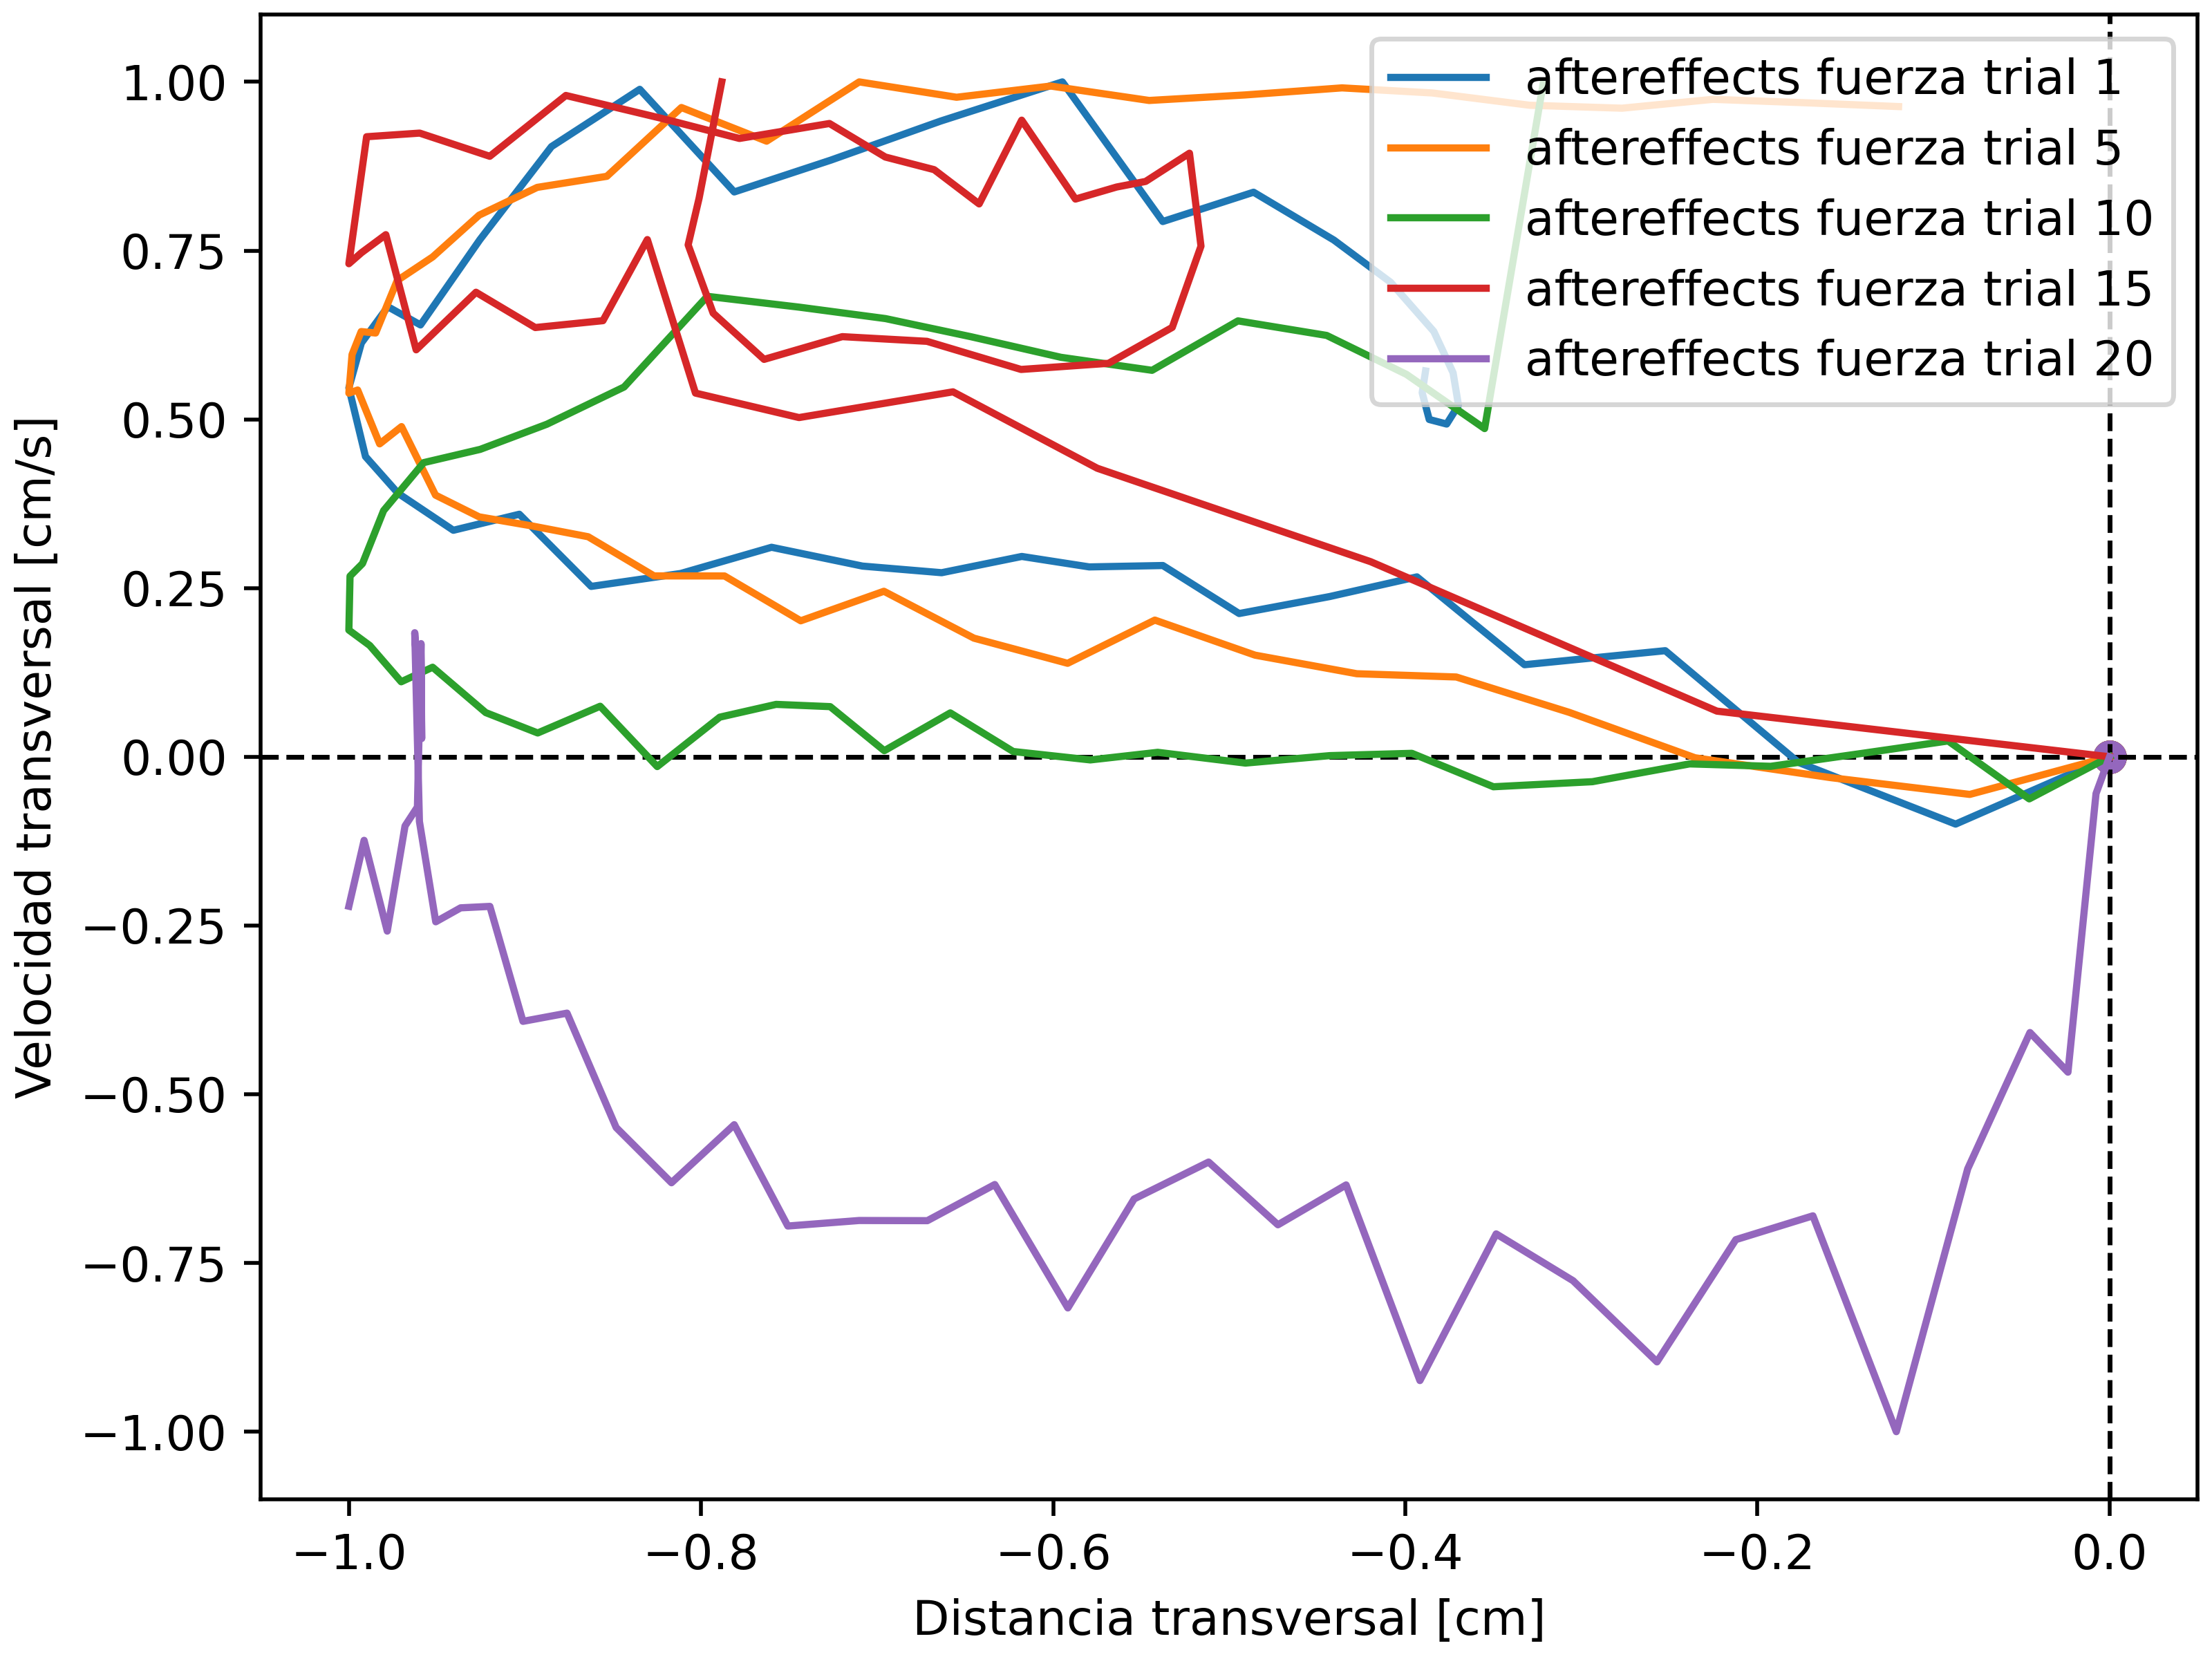 aftereffects fuerza trial 1
aftereffects fuerza trial 5
aftereffects fuerza trial 10
aftereffects fuerza trial 15
aftereffects fuerza trial 20
1.00
0.75
0.50
0.25
0.00
−0.25
−0.50
−0.75
−1.00
Velocidad transversal [cm/s]
−1.0 −0.8 −0.6 −0.4 −0.2 0.0
Distancia transversal [cm]